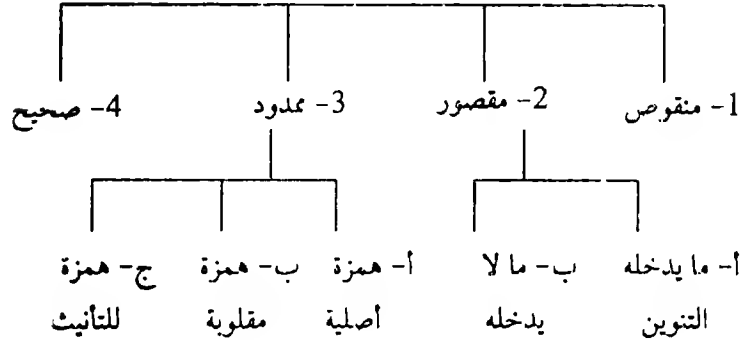 1- منقوص 2- مقصور 3- ممدود 4- صحيح
أ- ما يدخله ب- ما لا أ- همزة ب- همزة ج- همزة
التنوين يدخله أصلية مقلوبة للتأنيث